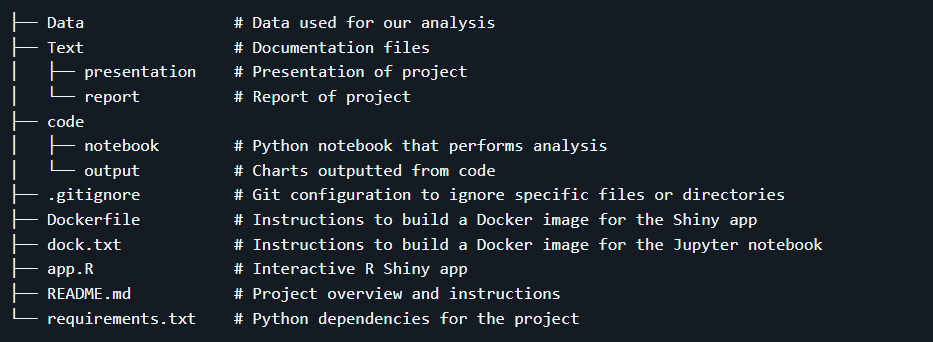 ├── Data                # Data used for our analysis
├── Text                # Documentation files
│   ├── presentation    # Presentation of project
│   └── report          # Report of project
├── code
│   ├── notebook        # Python notebook that performs analysis
│   └── output          # Charts outputted from code
├── .gitignore          # Git configuration to ignore specific files or directories
├── Dockerfile          # Instructions to build a Docker image for the Shiny app
├── dock.txt            # Instructions to build a Docker image for the Jupyter notebook
├── app.R               # Interactive R Shiny app
├── README.md           # Project overview and instructions
└── requirements.txt    # Python dependencies for the project